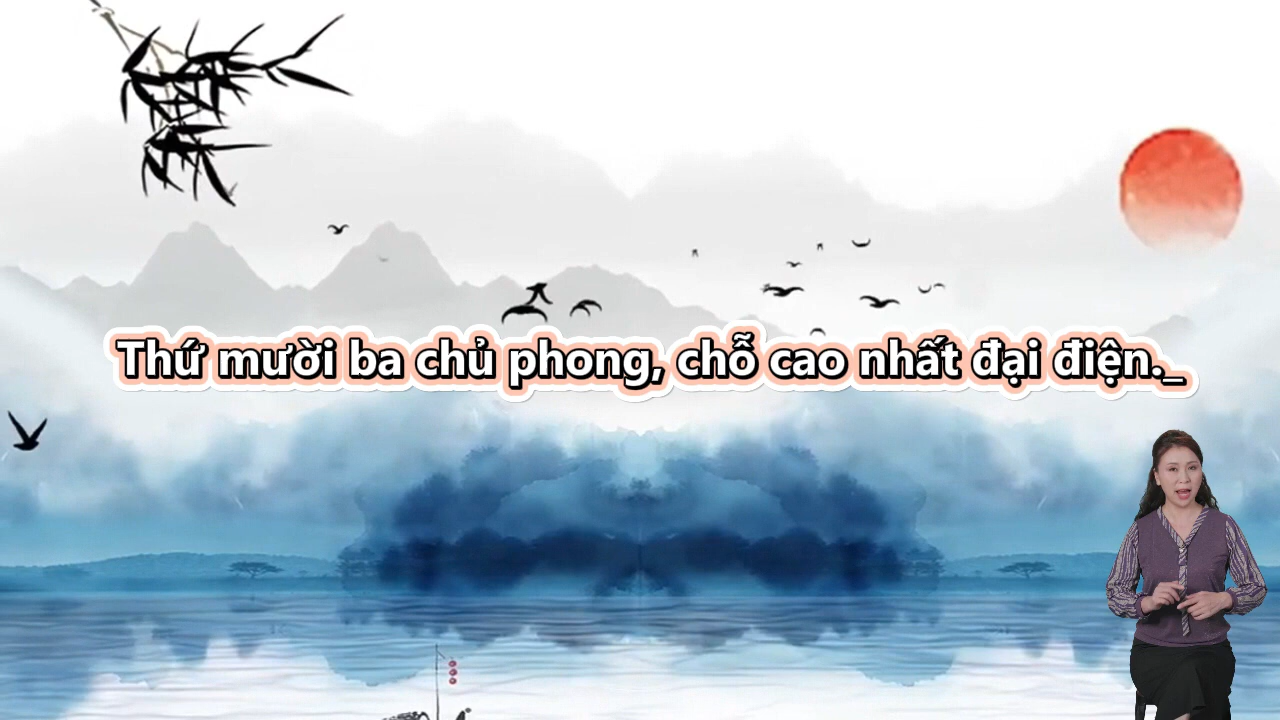 Thứ mười ba chủ phong, chỗ cao nhất đại điện._